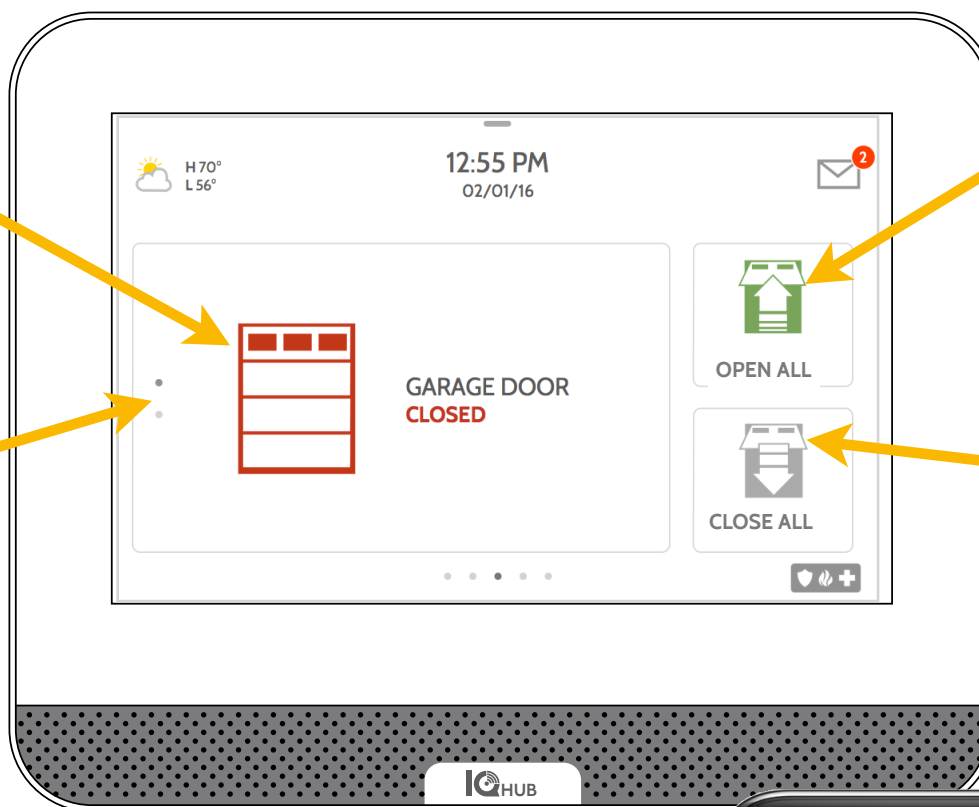 H 70°
L 56°
12:55 PM
02/01/16
2
GARAGE DOOR
CLOSED
OPEN ALL
CLOSE ALL
IQ HUB